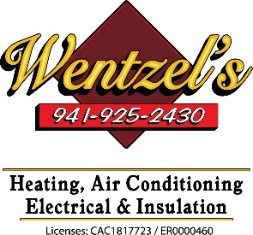 Wentzel's
941-925-2430
Heating, Air Conditioning
Electrical & Insulation
Licenses: CAC1817723 / ER0000460